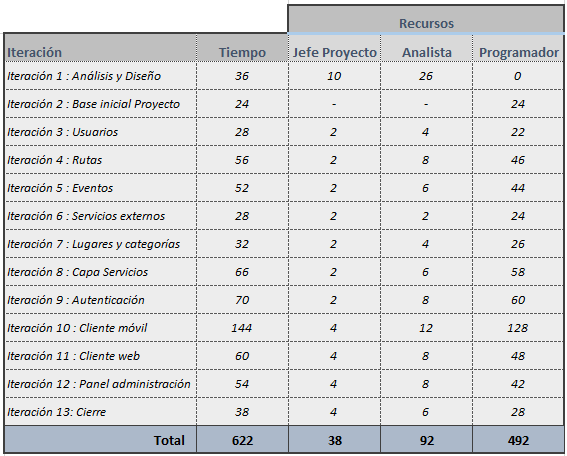 Recursos
Iteración Tiempo Jefe Proyecto Analista Programador
Iteración 1 : Análisis y Diseño 36 10 26 0
Iteración 2 : Base inicial Proyecto 24 - - 24
Iteración 3 : Usuarios 28 2 4 22
Iteración 4 : Rutas 56 2 8 46
Iteración 5 : Eventos 52 2 6 44
Iteración 6 : Servicios externos 28 2 2 24
Iteración 7 : Lugares y categorías 32 2 4 26
Iteración 8 : Capa Servicios 66 2 6 58
Iteración 9 : Autenticación 70 2 8 60
Iteración 10 : Cliente móvil 144 4 12 128
Iteración 11 : Cliente web 60 4 8 48
Iteración 12 : Panel administración 54 4 8 42
Iteración 13: Cierre 38 4 6 28
Total 622 38 92 492